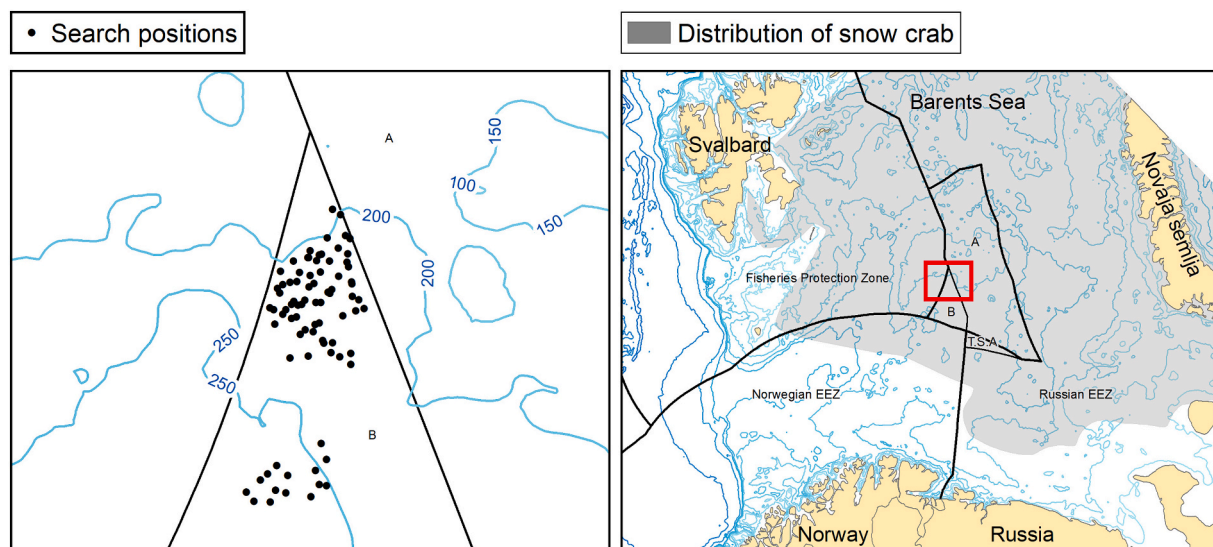 Search positions
Distribution of snow crab
A
150
100
150
200
200
250
250
B
Barents Sea
Svalbard
Novaja semlja
A
Fisheries Protection Zone
B
T.S.A
Norwegian EEZ
Russian EEZ
Norway
Russia